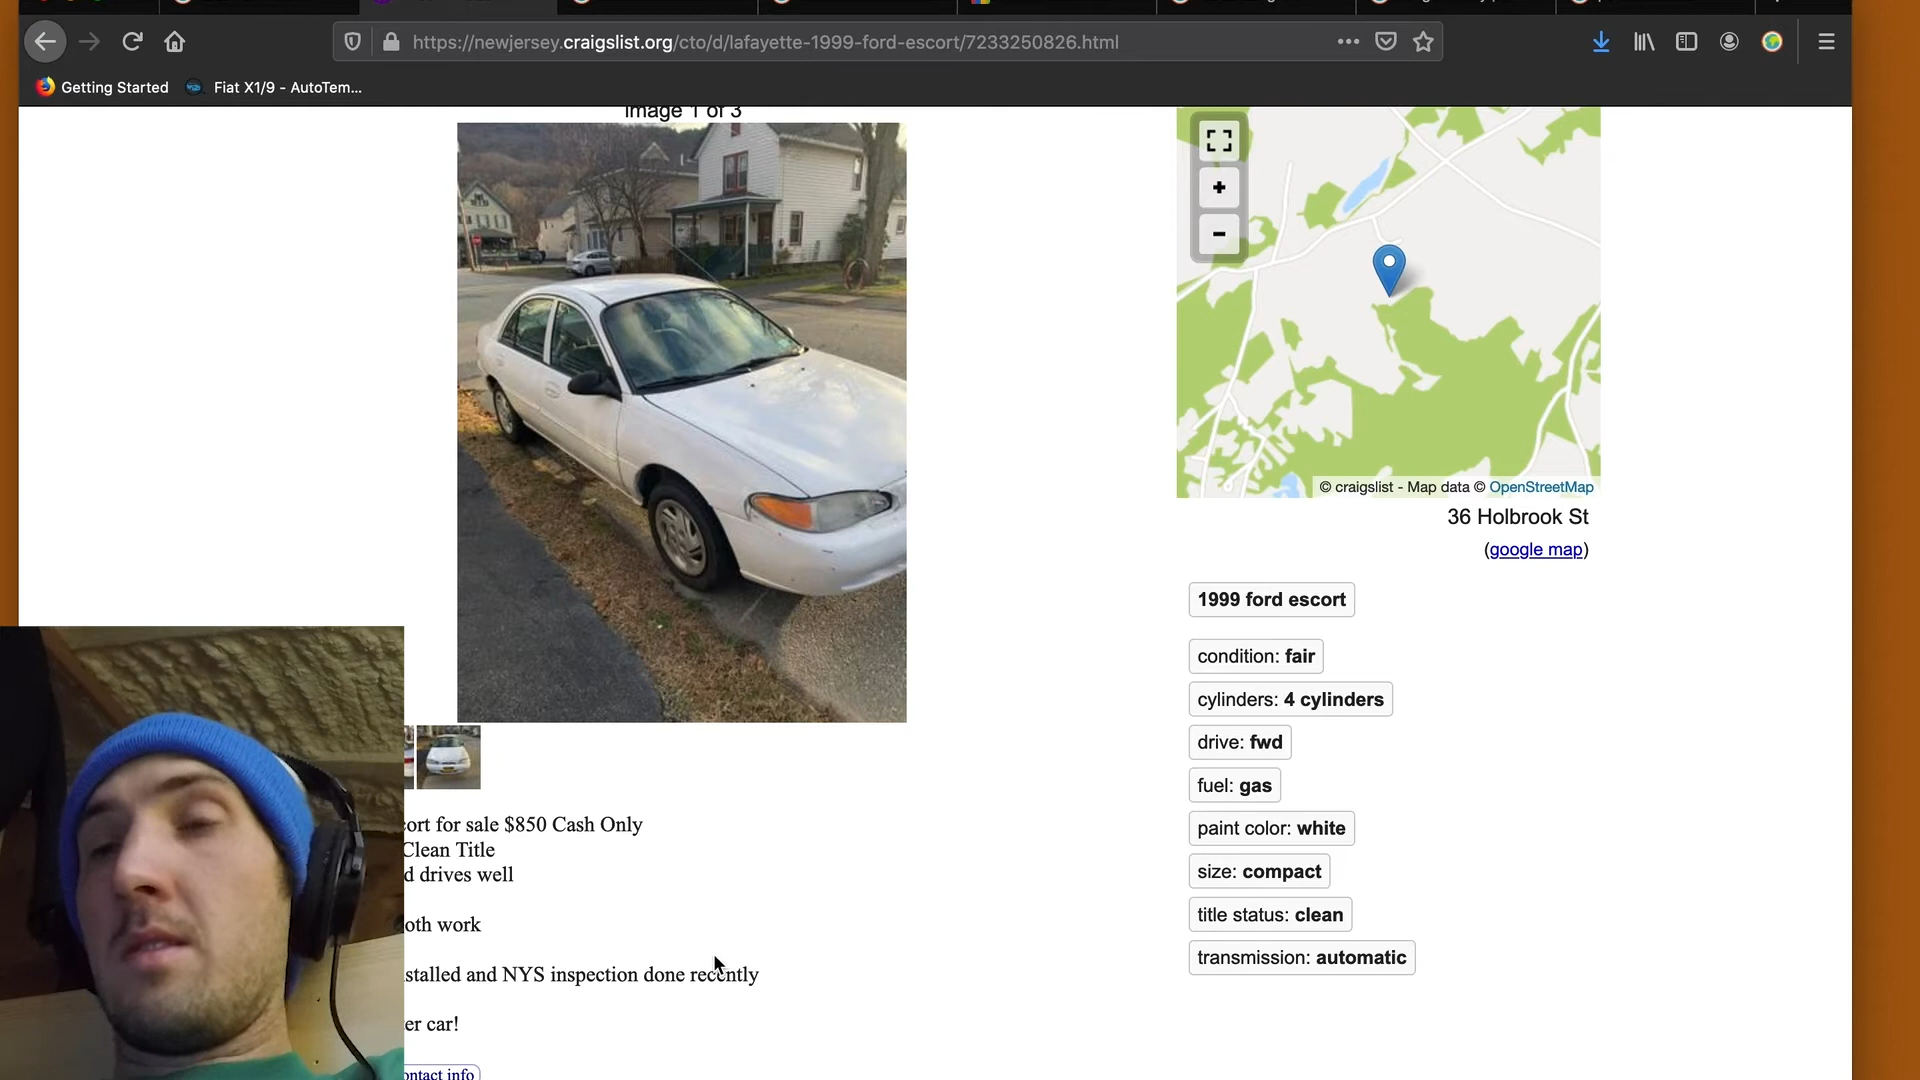 https://newjersey.craigslist.org/cto/d/lafayette-1999-ford-escort/7233250826.html
Getting Started
Fiat X1/9 - AutoTem...
image 1 of 3
+
−
© craigslist - Map data © OpenStreetMap
36 Holbrook St
(google map)
1999 ford escort
condition: fair
cylinders: 4 cylinders
drive: fwd
fuel: gas
paint color: white
size: compact
title status: clean
transmission: automatic
ort for sale $850 Cash Only
Clean Title
d drives well
oth work
stalled and NYS inspection done recently
er car!
ontact info